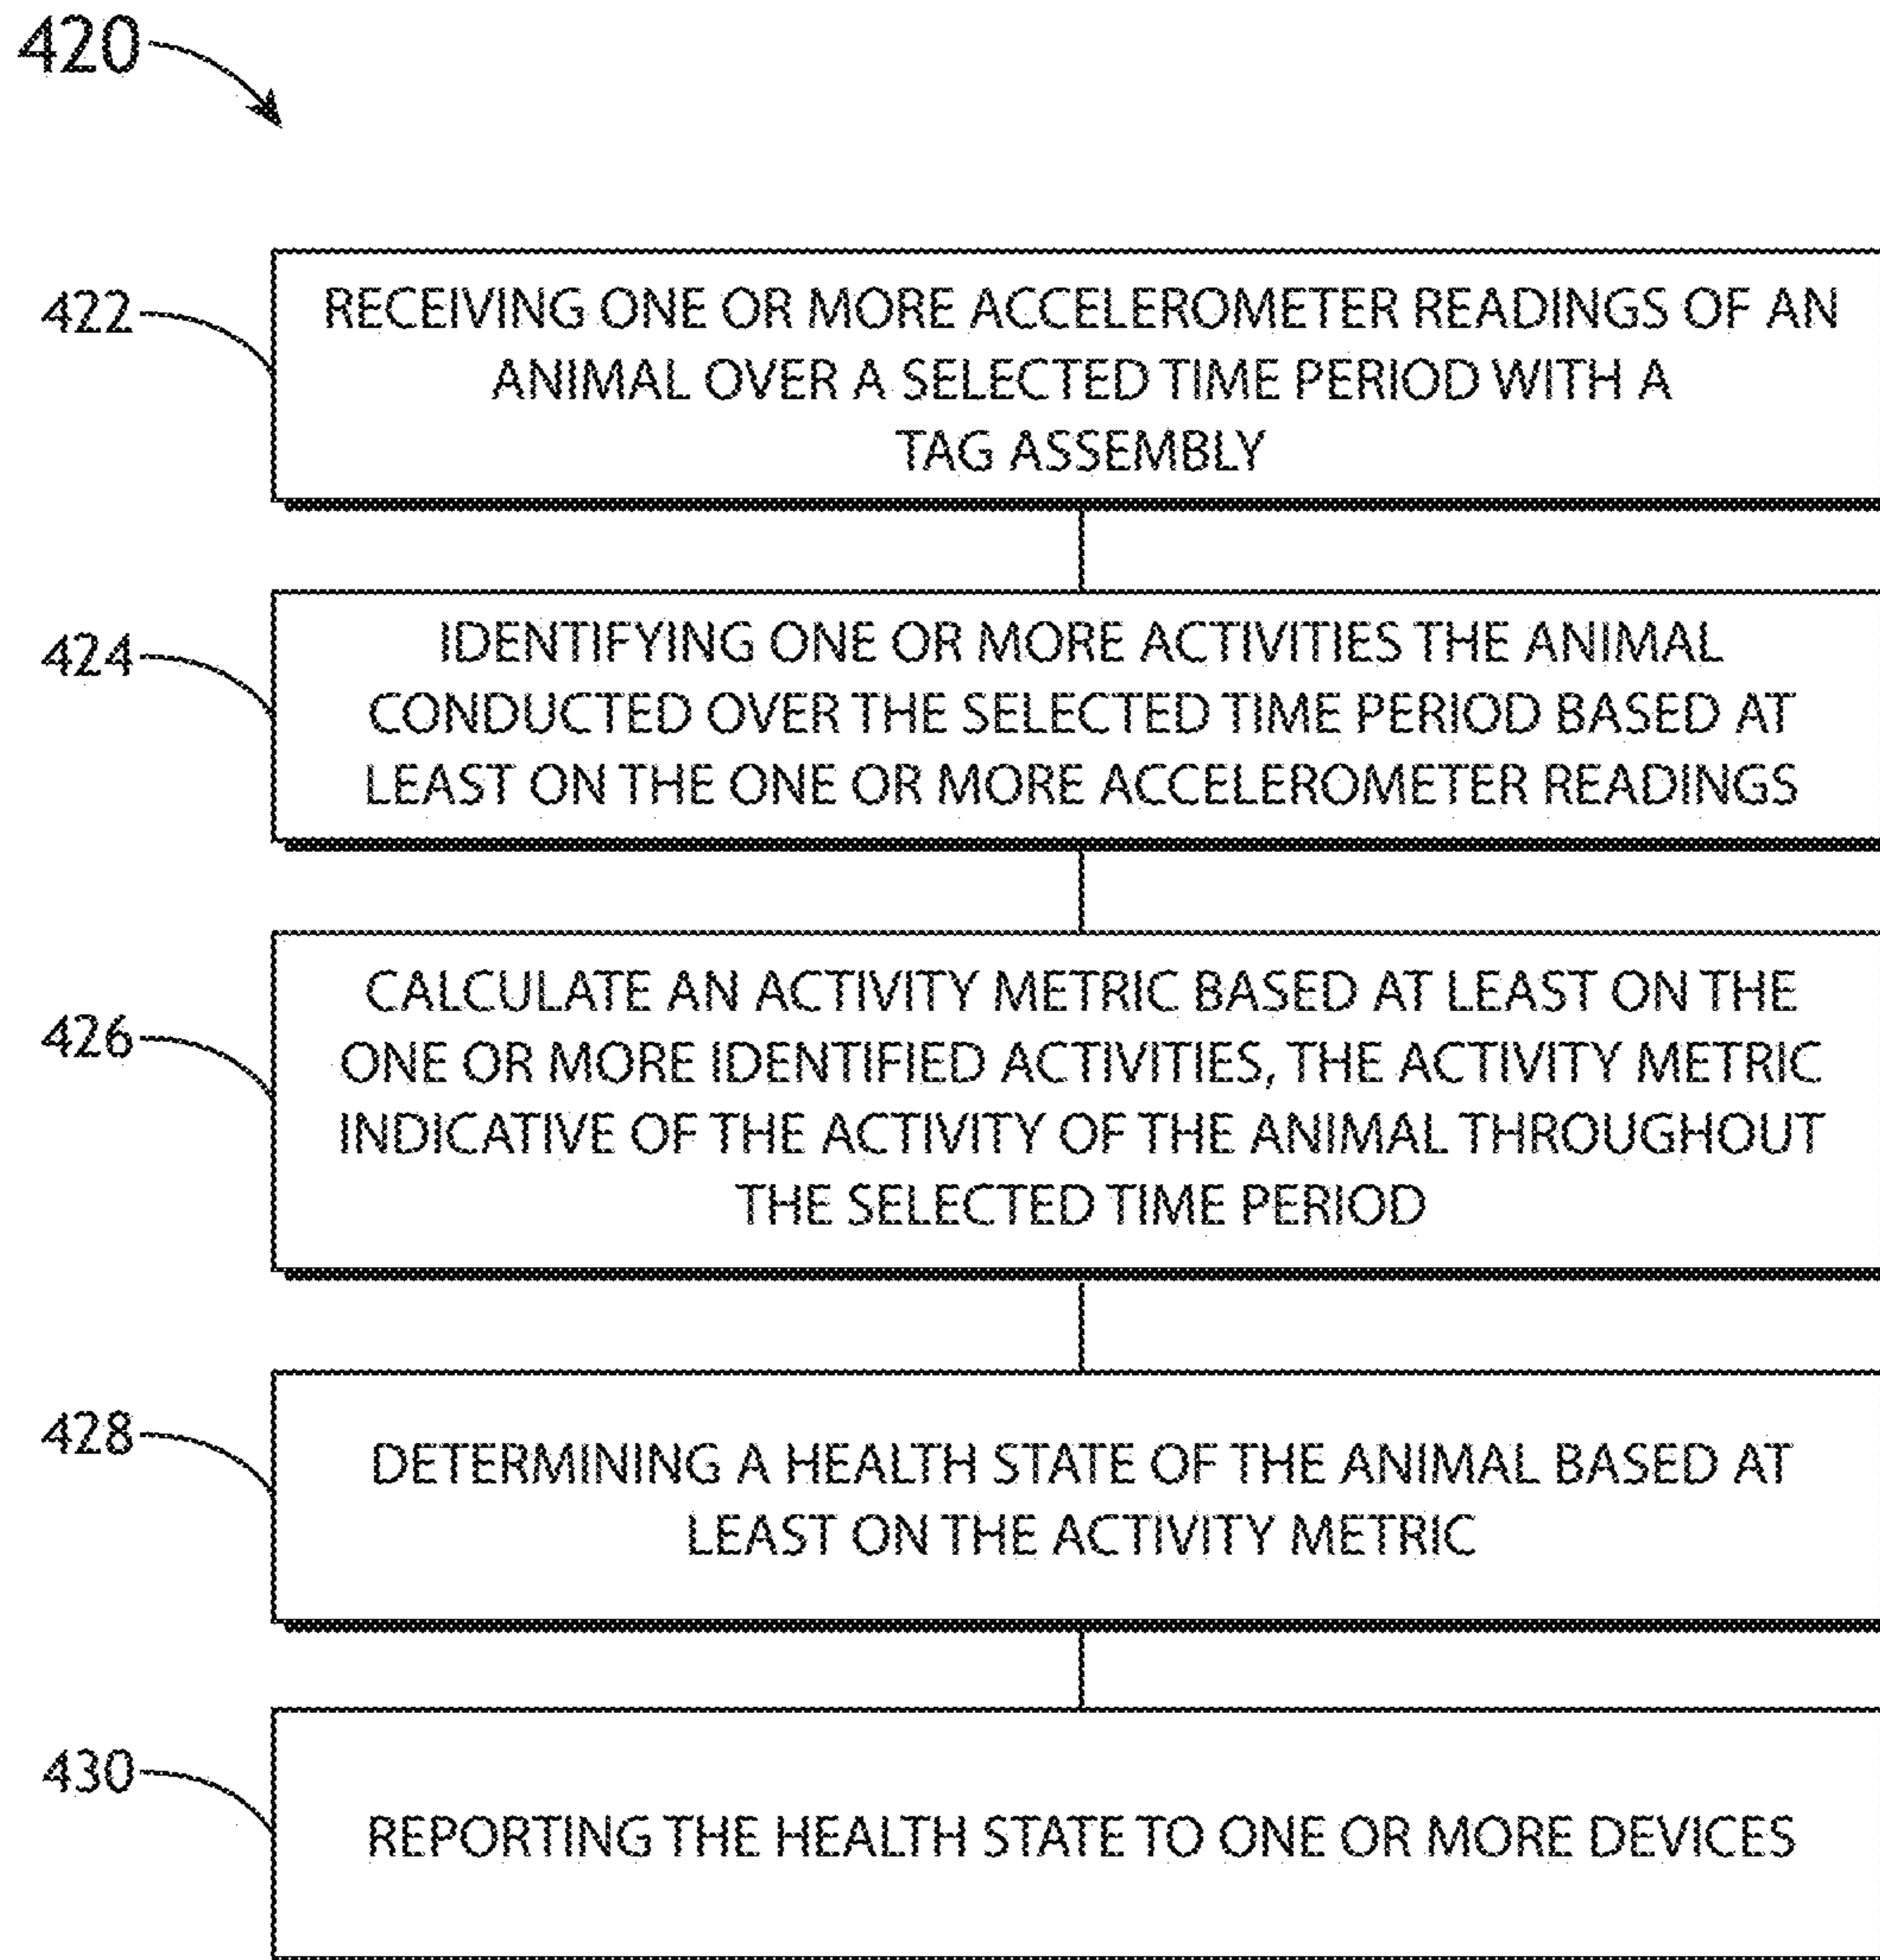 420
422
RECEIVING ONE OR MORE ACCELEROMETER READINGS OF AN
ANIMAL OVER A SELECTED TIME PERIOD WITH A
TAG ASSEMBLY
424
IDENTIFYING ONE OR MORE ACTIVITIES THE ANIMAL
CONDUCTED OVER THE SELECTED TIME PERIOD BASED AT
LEAST ON THE ONE OR MORE ACCELEROMETER READINGS
426
CALCULATE AN ACTIVITY METRIC BASED AT LEAST ON THE
ONE OR MORE IDENTIFIED ACTIVITIES, THE ACTIVITY METRIC
INDICATIVE OF THE ACTIVITY OF THE ANIMAL THROUGHOUT
THE SELECTED TIME PERIOD
428
DETERMINING A HEALTH STATE OF THE ANIMAL BASED AT
LEAST ON THE ACTIVITY METRIC
430
REPORTING THE HEALTH STATE TO ONE OR MORE DEVICES